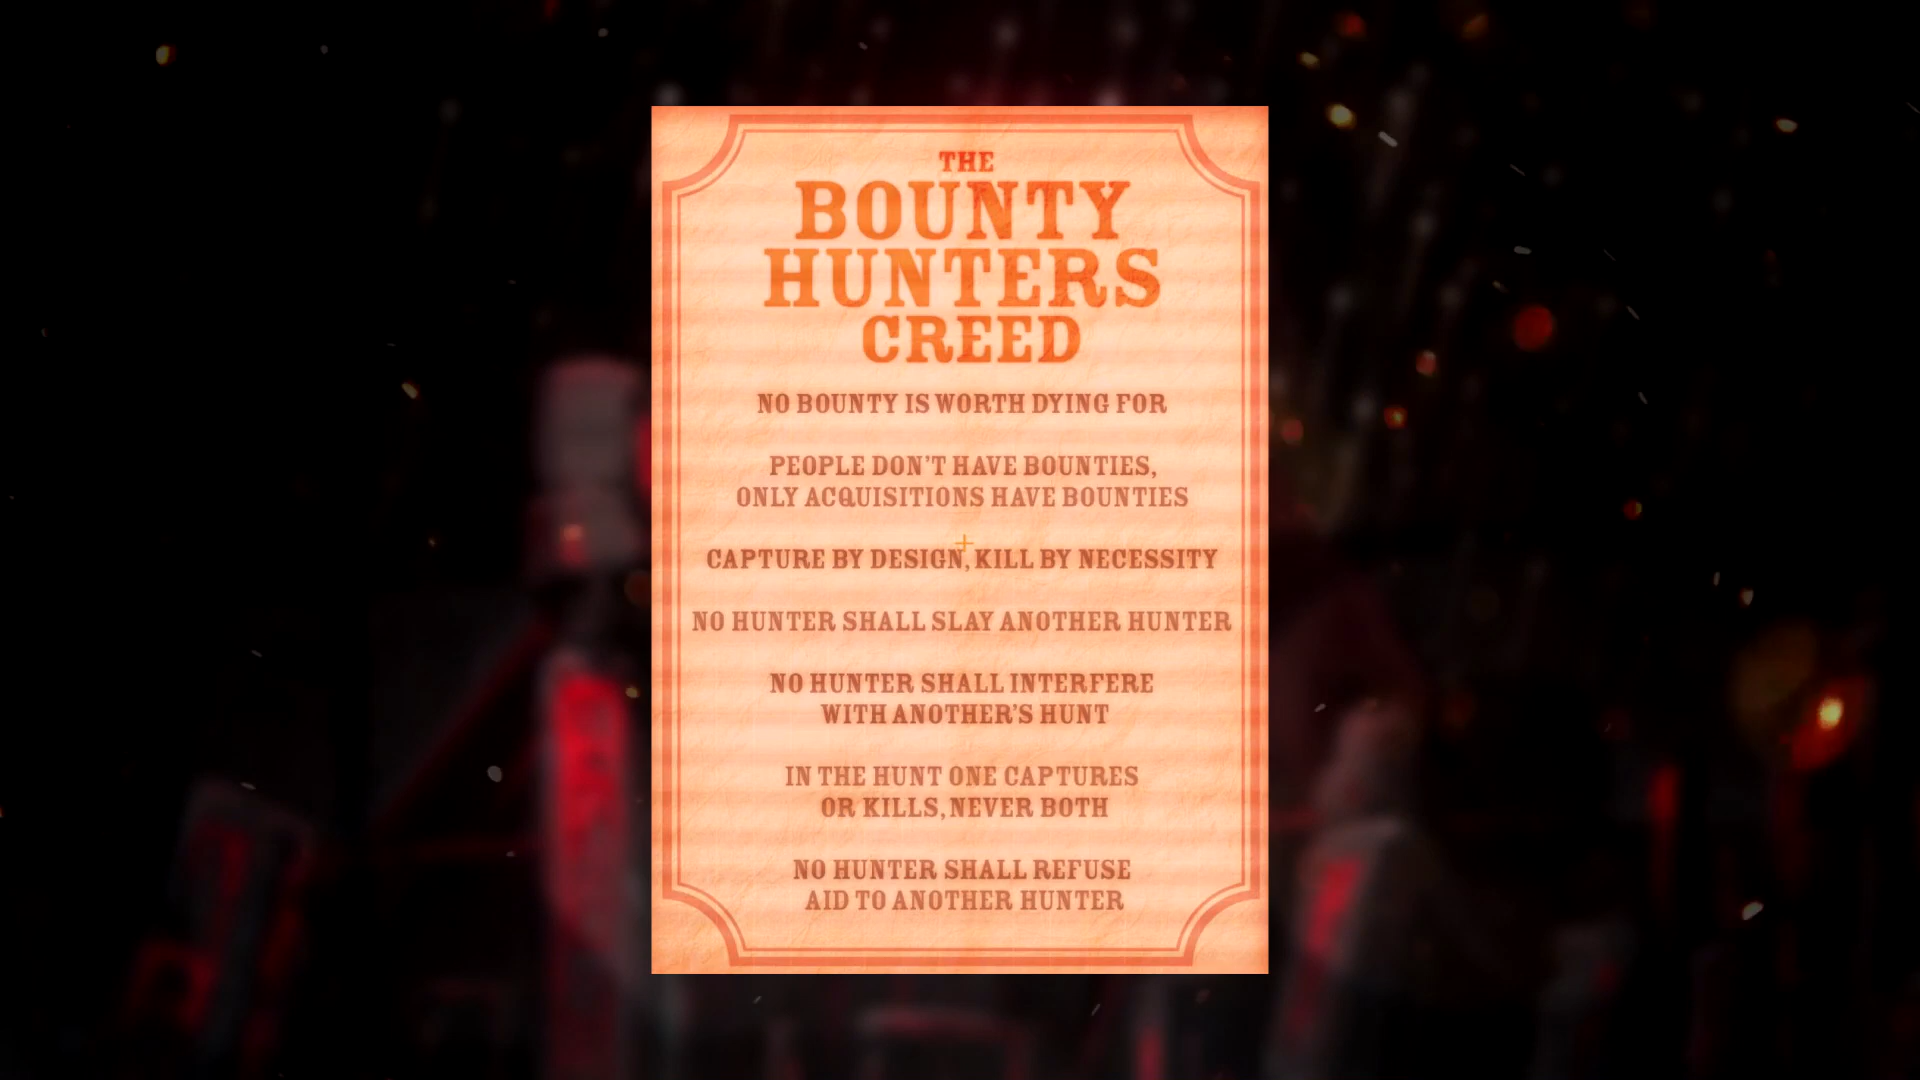 THE
BOUNTY
HUNTERS
CREED
NO BOUNTY IS WORTH DYING FOR
PEOPLE DON'T HAVE BOUNTIES,
ONLY ACQUISITIONS HAVE BOUNTIES
CAPTURE BY DESIGN, KILL BY NECESSITY
NO HUNTER SHALL SLAY ANOTHER HUNTER
NO HUNTER SHALL INTERFERE
WITH ANOTHER'S HUNT
IN THE HUNT ONE CAPTURES
OR KILLS, NEVER BOTH
NO HUNTER SHALL REFUSE
AID TO ANOTHER HUNTER